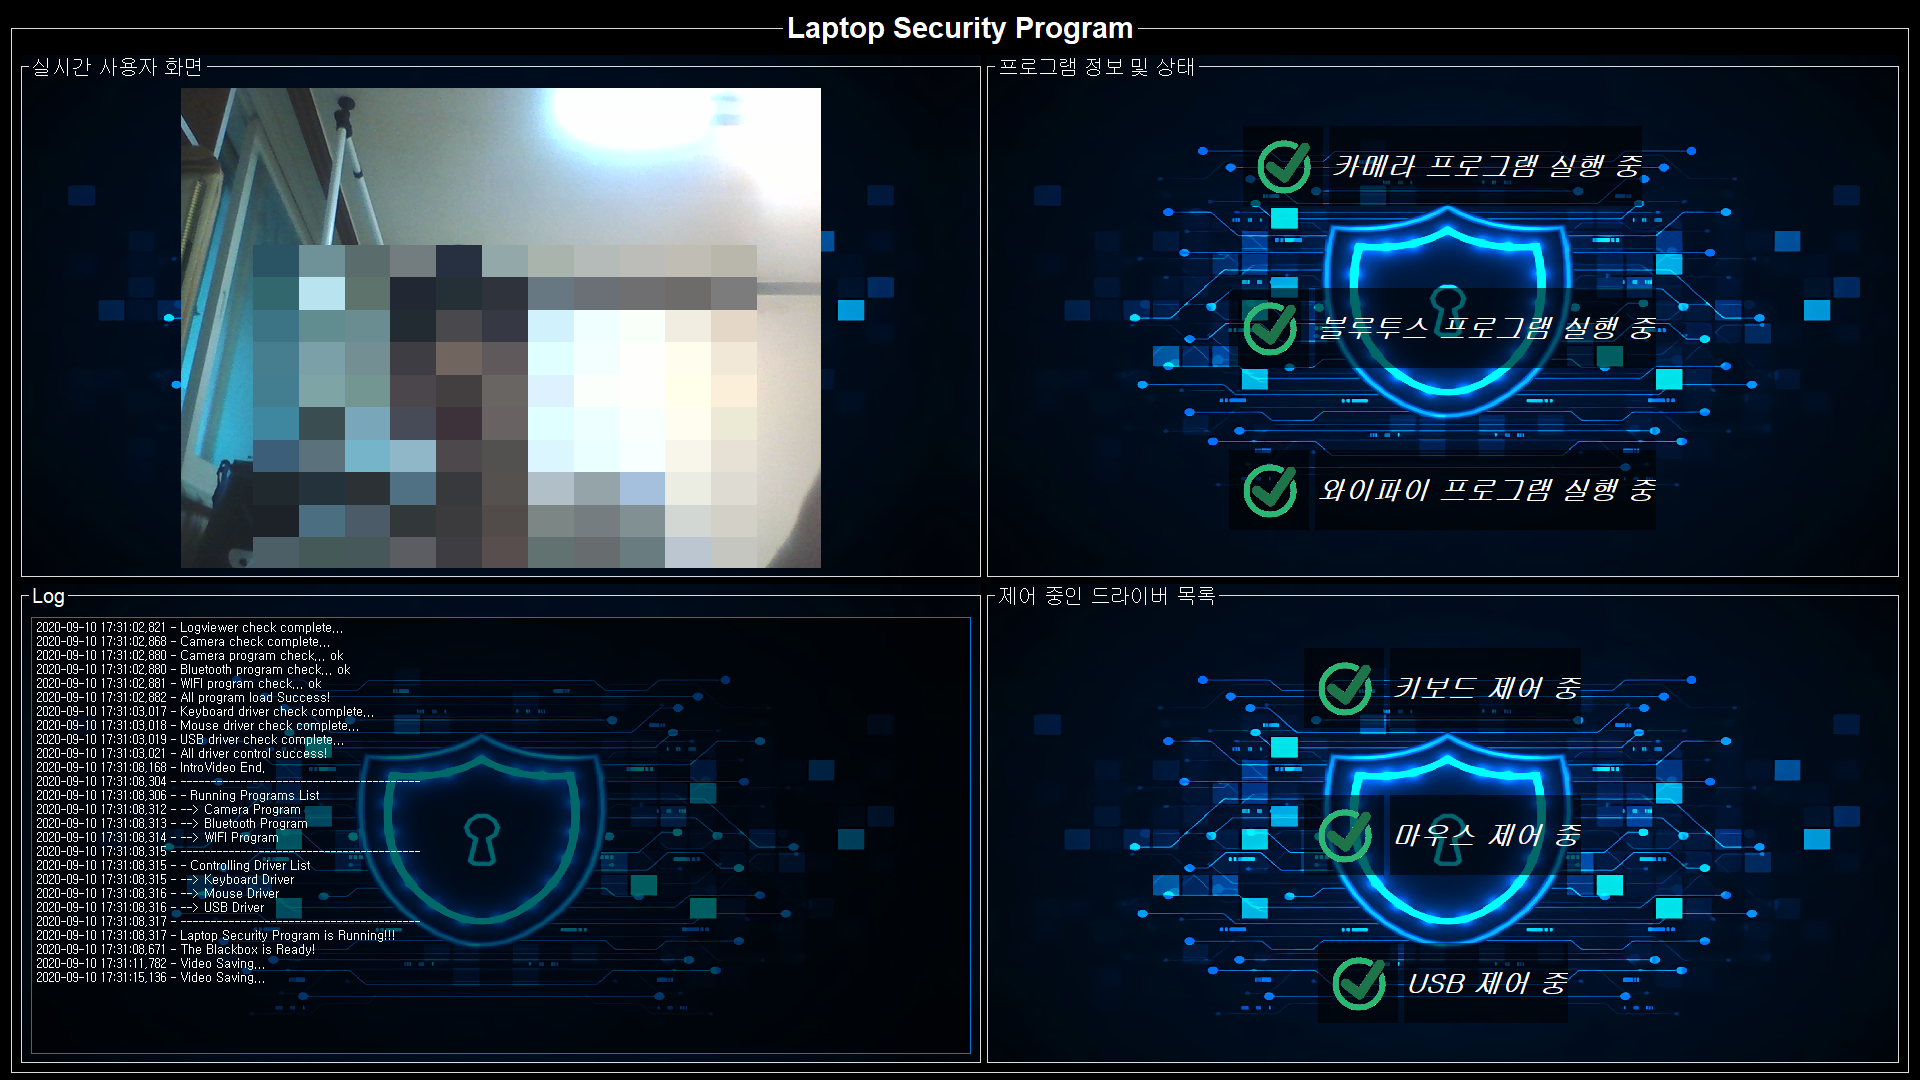 Laptop Security Program
실시간 사용자 화면
프로그램 정보 및 상태
카메라 프로그램 실행 중
블루투스 프로그램 실행 중
와이파이 프로그램 실행 중
Log
2020-09-10 17:31:02,821 - Logviewer check complete...
2020-09-10 17:31:02,868 - Camera check complete...
2020-09-10 17:31:02,880 - Camera program check... ok
2020-09-10 17:31:02,880 - Bluetooth program check... ok
2020-09-10 17:31:02,881 - WIFI program check... ok
2020-09-10 17:31:02,882 - All program load Success!
2020-09-10 17:31:03,017 - Keyboard driver check complete...
2020-09-10 17:31:03,018 - Mouse driver check complete...
2020-09-10 17:31:03,019 - USB driver check complete...
2020-09-10 17:31:03,021 - All driver control success!
2020-09-10 17:31:08,168 - IntroVideo End.
2020-09-10 17:31:08,304 - ----------------------------------------
2020-09-10 17:31:08,306 - - Running Programs List
2020-09-10 17:31:08,312 - --> Camera Program
2020-09-10 17:31:08,313 - --> Bluetooth Program
2020-09-10 17:31:08,314 - --> WIFI Program
2020-09-10 17:31:08,315 - ----------------------------------------
2020-09-10 17:31:08,315 - - Controlling Driver List
2020-09-10 17:31:08,315 - --> Keyboard Driver
2020-09-10 17:31:08,316 - --> Mouse Driver
2020-09-10 17:31:08,316 - --> USB Driver
2020-09-10 17:31:08,317 - ----------------------------------------
2020-09-10 17:31:08,317 - Laptop Security Program is Running!!!
2020-09-10 17:31:08,671 - The Blackbox is Ready!
2020-09-10 17:31:11,782 - Video Saving...
2020-09-10 17:31:15,136 - Video Saving...
제어 중인 드라이버 목록
키보드 제어 중
마우스 제어 중
USB 제어 중